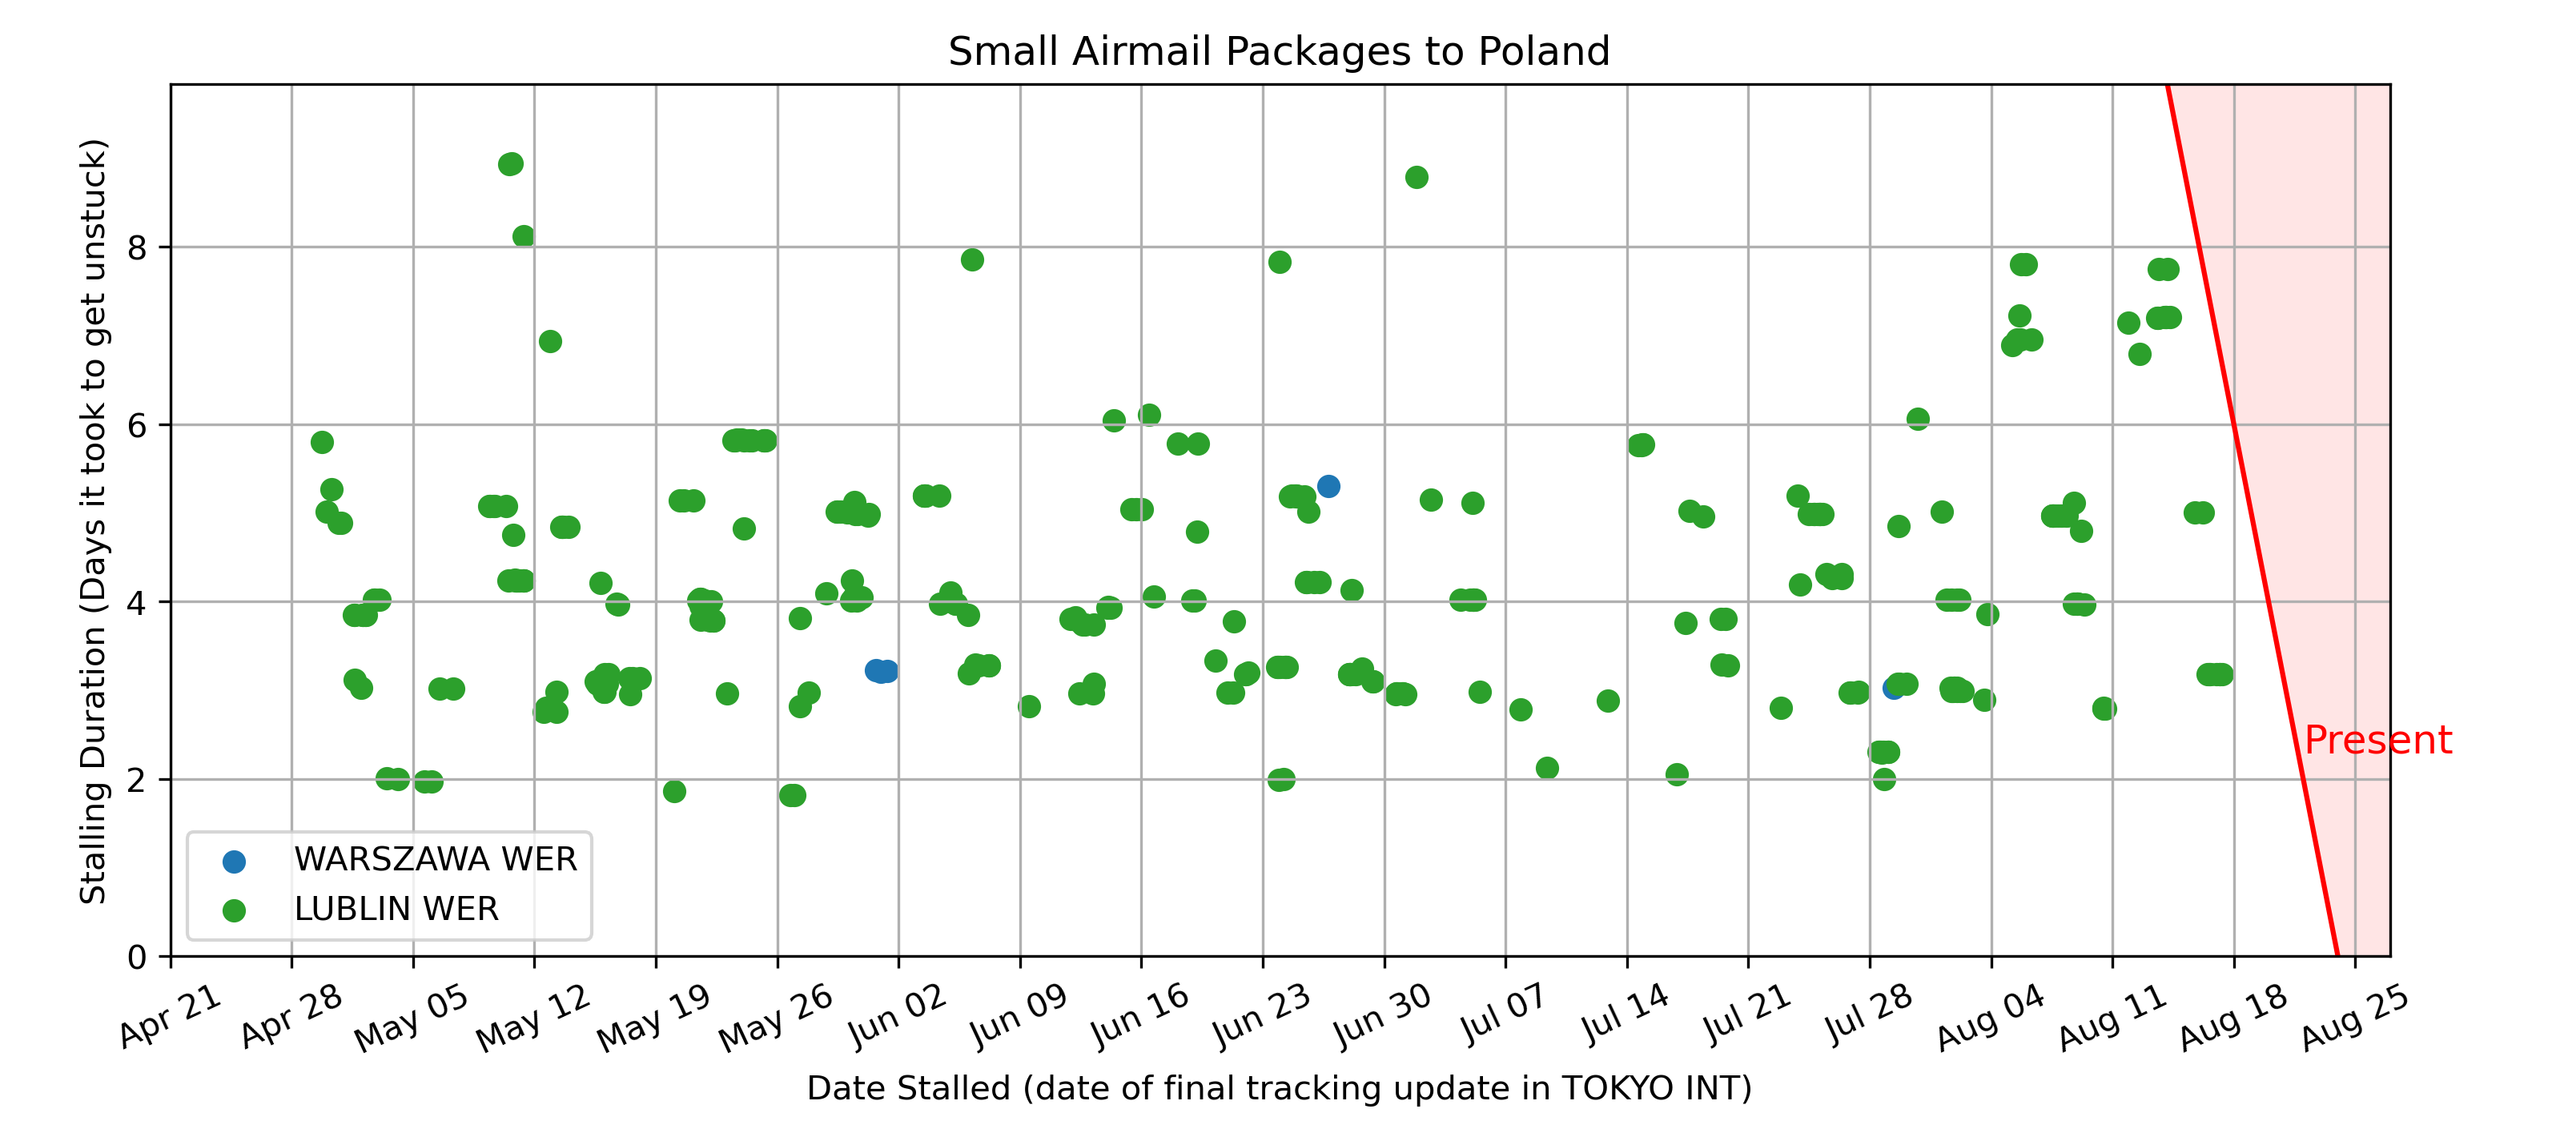 Small Airmail Packages to Poland
Stalling Duration (Days it took to get unstuck)
8
6
4
2
0
Present
WARSZAWA WER
LUBLIN WER
Apr 21
Apr 28
May 05
May 12
May 19
May 26
Jun 02
Jun 09
Jun 16
Jun 23
Jun 30
Jul 07
Jul 14
Jul 21
Jul 28
Aug 04
Aug 11
Aug 18
Aug 25
Date Stalled (date of final tracking update in TOKYO INT)